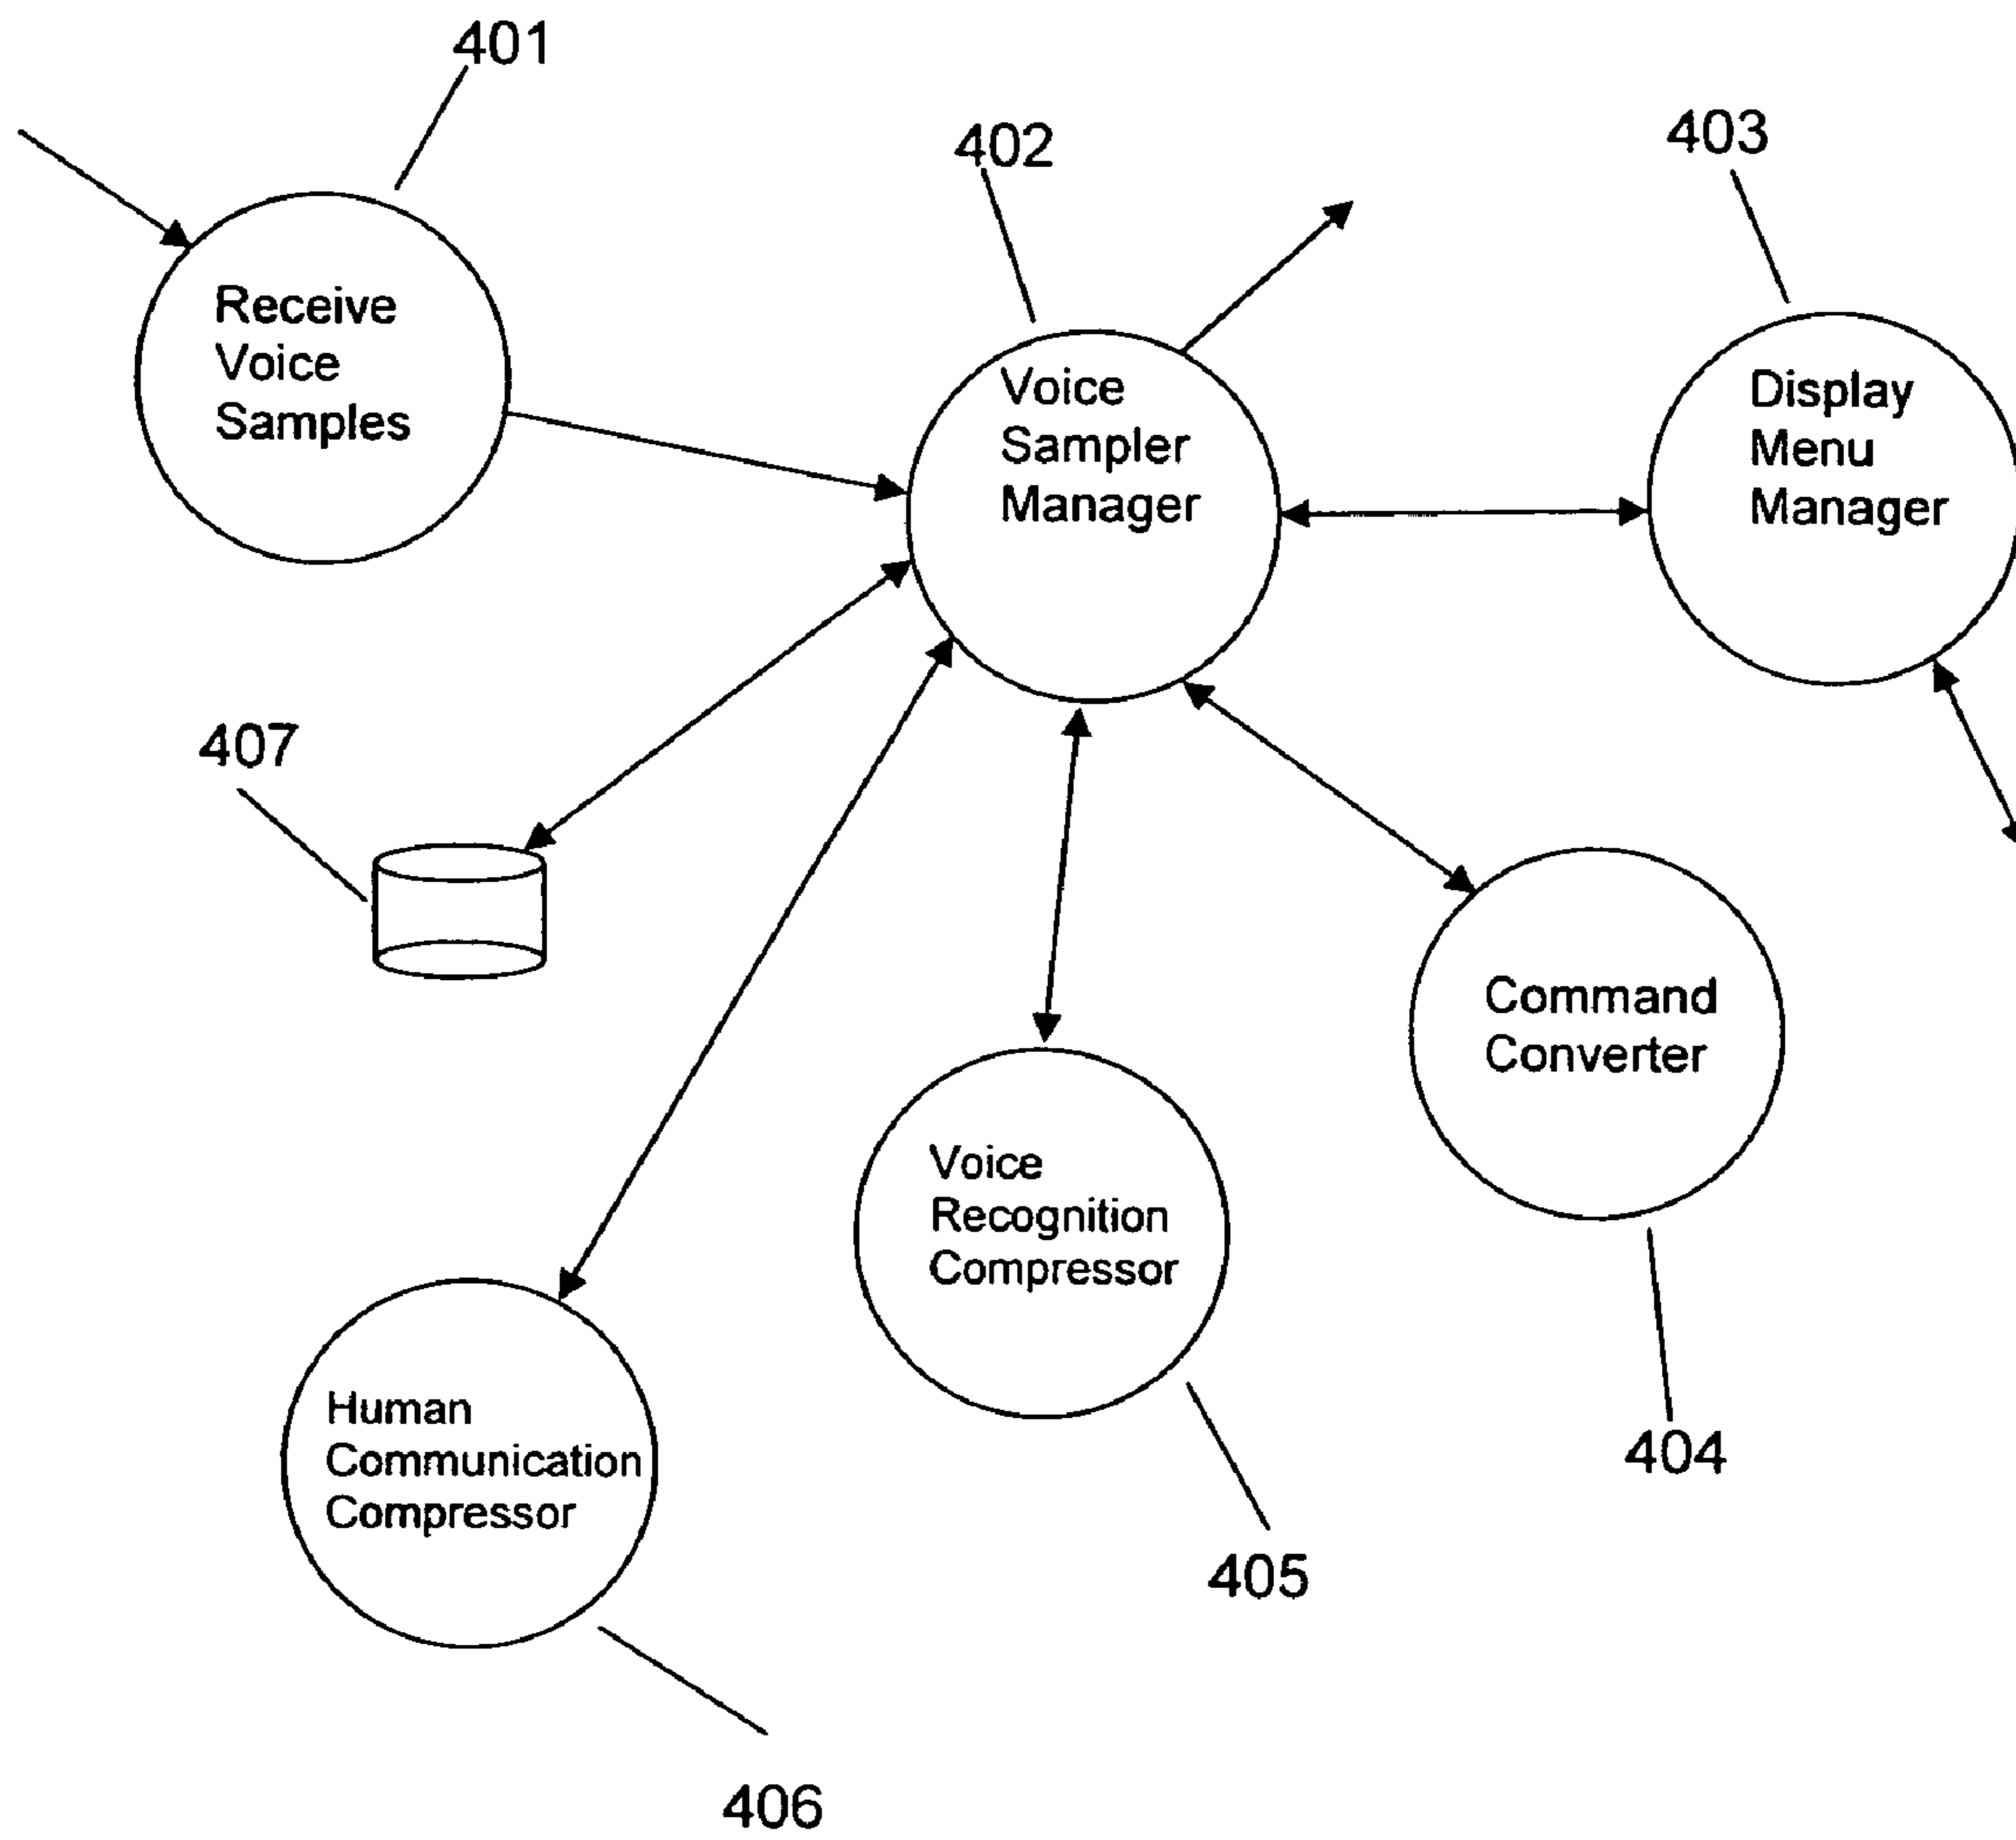 401
402
403
Receive
Voice
Samples
Voice
Sampler
Manager
Display
Menu
Manager
407
Command
Converter
Voice
Recognition
Compressor
Human
Communication
Compressor
404
405
406